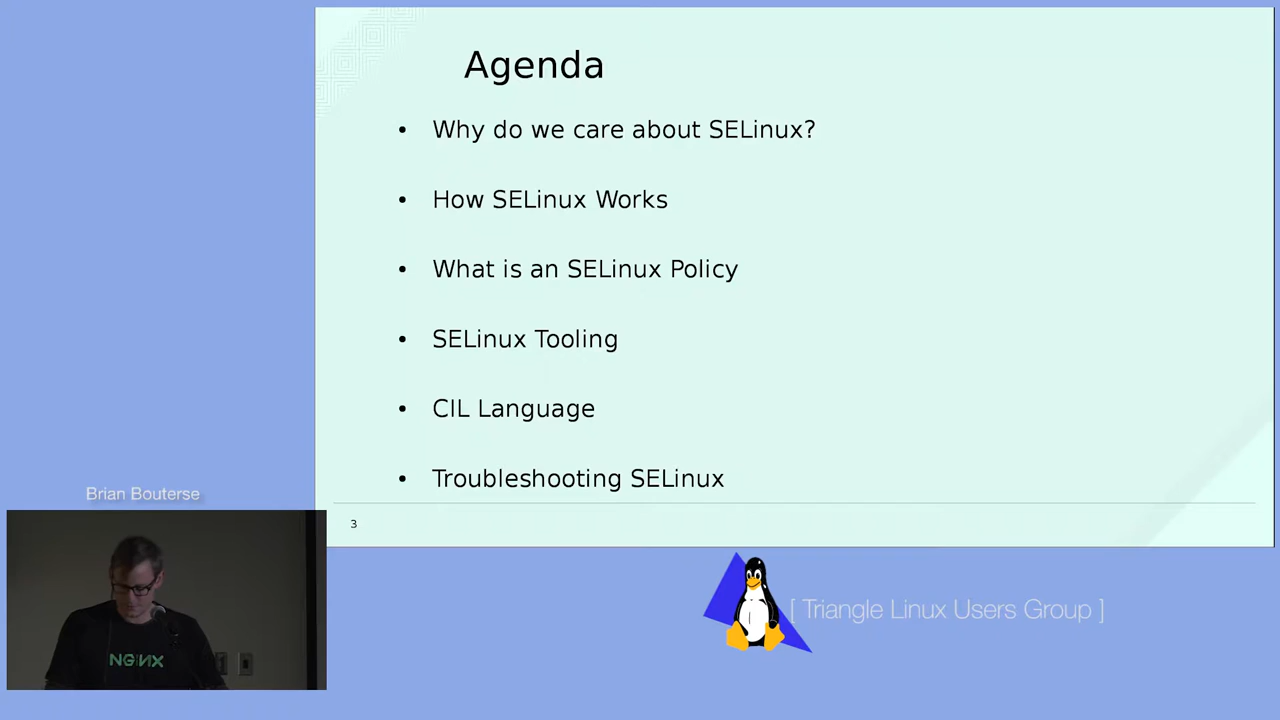 Agenda
• Why do we care about SELinux?
• How SELinux Works
• What is an SELinux Policy
• SELinux Tooling
• CIL Language
• Troubleshooting SELinux
3
Brian Bouterse
NGINX
[ Triangle Linux Users Group ]